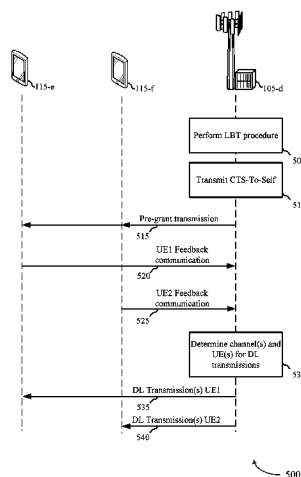 115-e
115-f
105-d
Perform LBT procedure
50
Transmit CTS-To-Self
51
Pre-grant transmission
515
UE1 Feedback
communication
520
UE2 Feedback
communication
525
Determine channel(s) and
UE(s) for DL
transmissions
53
DL Transmission(s) UE1
535
DL Transmission(s) UE2
540
500